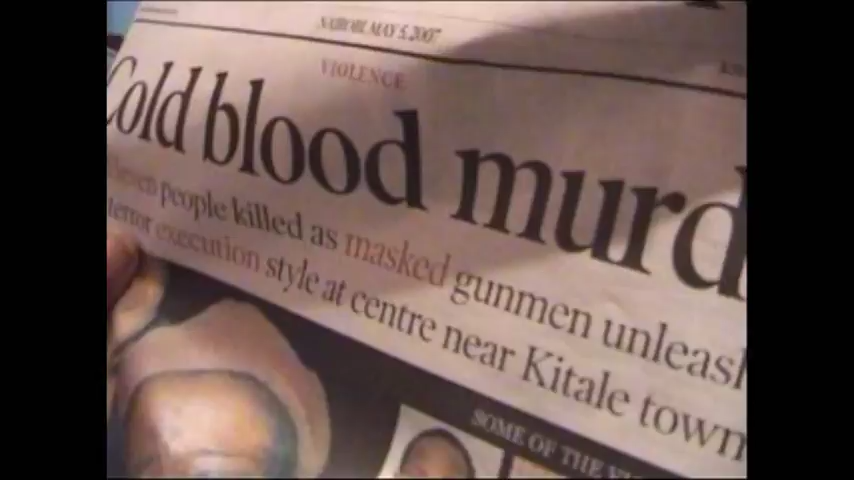 NAIROBI, MAY 5, 2007
VIOLENCE
Cold blood murd
people killed as masked gunmen unleash
terror execution style at centre near Kitale town
SOME OF THE